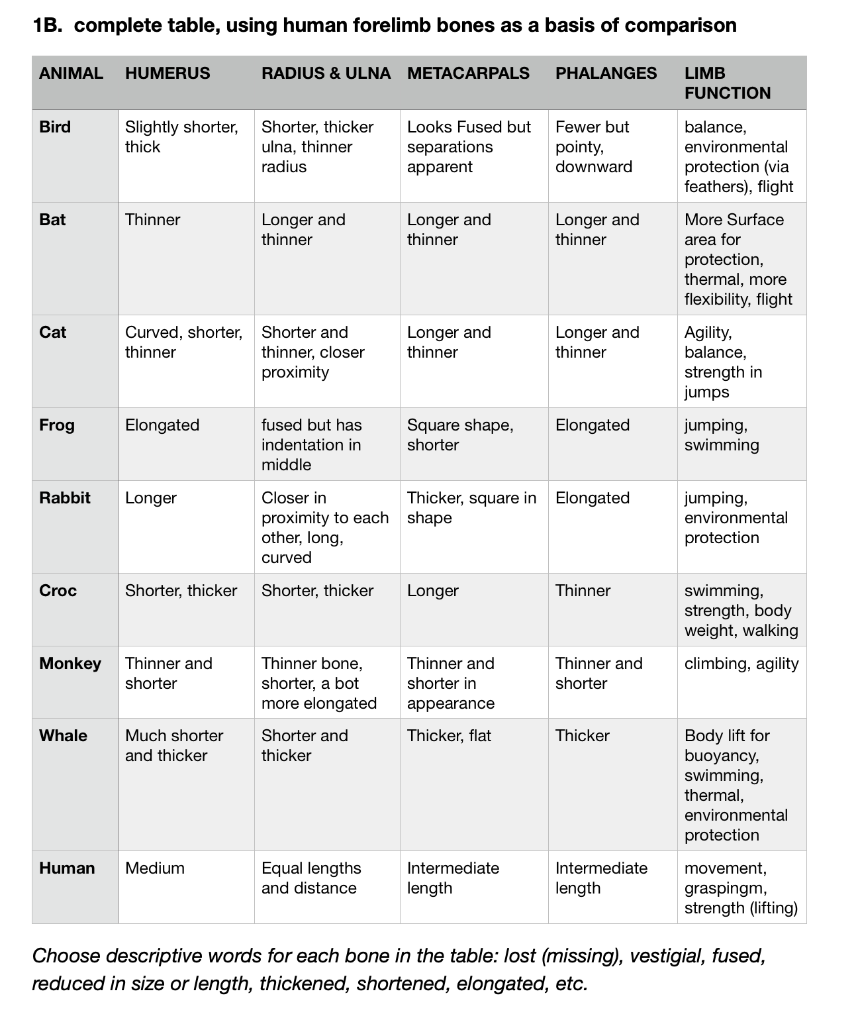 1B.  complete table, using human forelimb bones as a basis of comparison
ANIMAL HUMERUS RADIUS & ULNA METACARPALS PHALANGES LIMB
FUNCTION
Bird Slightly shorter, Shorter, thicker Looks Fused but Fewer but balance,
thick ulna, thinner separations pointy, environmental
radius apparent downward protection (via
feathers), flight
Bat Thinner Longer and Longer and Longer and More Surface
thinner thinner thinner area for
protection,
thermal, more
flexibility, flight
Cat Curved, shorter, Shorter and Longer and Longer and Agility,
thinner thinner, closer thinner thinner balance,
proximity strength in
jumps
Frog Elongated fused but has Square shape, Elongated jumping,
indentation in shorter swimming
middle
Rabbit Longer Closer in Thicker, square in Elongated jumping,
proximity to each shape environmental
other, long, protection
curved
Croc Shorter, thicker Shorter, thicker Longer Thinner swimming,
strength, body
weight, walking
Monkey Thinner and Thinner bone, Thinner and Thinner and climbing, agility
shorter shorter, a bot shorter in shorter
more elongated appearance
Whale Much shorter Shorter and Thicker, flat Thicker Body lift for
and thicker thicker buoyancy,
swimming,
thermal,
environmental
protection
Human Medium Equal lengths Intermediate Intermediate movement,
and distance length length graspingm,
strength (lifting)
Choose descriptive words for each bone in the table: lost (missing), vestigial, fused,
reduced in size or length, thickened, shortened, elongated, etc.